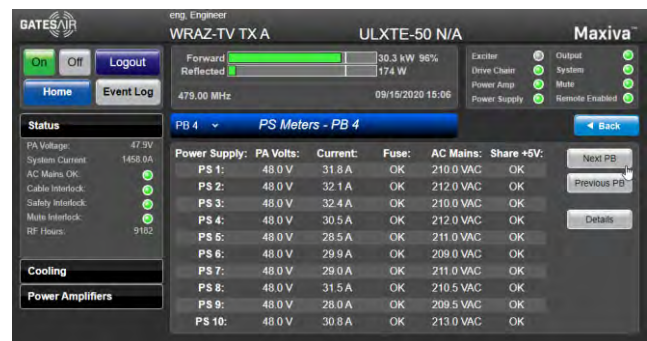 GATESAIR
eng, Engineer
WRAZ-TV TX A ULXTE-50 N/A Maxiva™
On Off Logout
Home Event Log
Forward 30.3 kW 96%
Reflected 174 W
479.00 MHz 09/15/2020 15:06
Exciter Output
Drive Chain System
Power Amp Mute
Power Supply Remote Enabled
Status
PA Voltage: 47.9V
System Current: 1458.0A
AC Mains OK:
Cable Interlock:
Safety Interlock:
Mute Interlock:
RF Hours: 9182
Cooling
Power Amplifiers
PB 4 PS Meters - PB 4 Back
Power Supply: PA Volts: Current: Fuse: AC Mains: Share +5V:
PS 1: 48.0 V 31.8 A OK 210.0 VAC OK
PS 2: 48.0 V 32.1 A OK 212.0 VAC OK
PS 3: 48.0 V 32.4 A OK 210.0 VAC OK
PS 4: 48.0 V 30.5 A OK 212.0 VAC OK
PS 5: 48.0 V 28.5 A OK 211.0 VAC OK
PS 6: 48.0 V 29.9 A OK 209.0 VAC OK
PS 7: 48.0 V 29.0 A OK 211.0 VAC OK
PS 8: 48.0 V 31.5 A OK 210.5 VAC OK
PS 9: 48.0 V 28.0 A OK 209.5 VAC OK
PS 10: 48.0 V 30.8 A OK 213.0 VAC OK
Next PB
Previous PB
Details